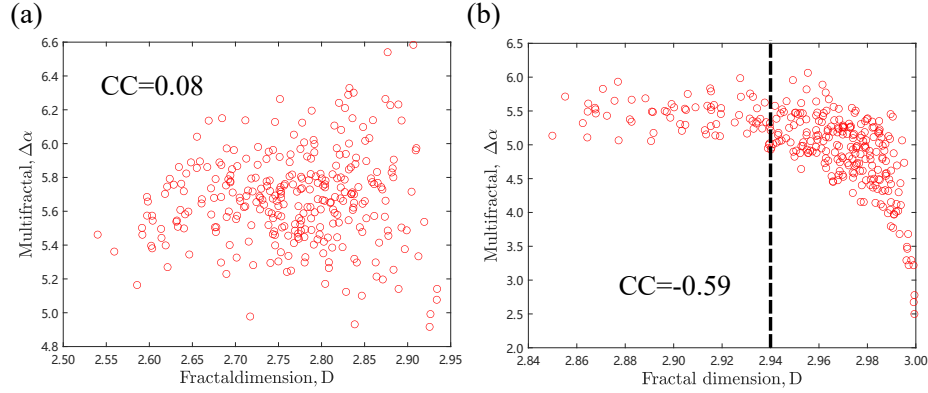 (a)
CC=0.08
Multifractal, Δα
6.6
6.4
6.2
6.0
5.8
5.6
5.4
5.2
5.0
4.8
2.50 2.55 2.60 2.65 2.70 2.75 2.80 2.85 2.90 2.95
Fractaldimension, D
(b)
CC=-0.59
Multifractal, Δα
6.5
6.0
5.5
5.0
4.5
4.0
3.5
3.0
2.5
2.0
2.84 2.86 2.88 2.90 2.92 2.94 2.96 2.98 3.00
Fractal dimension, D